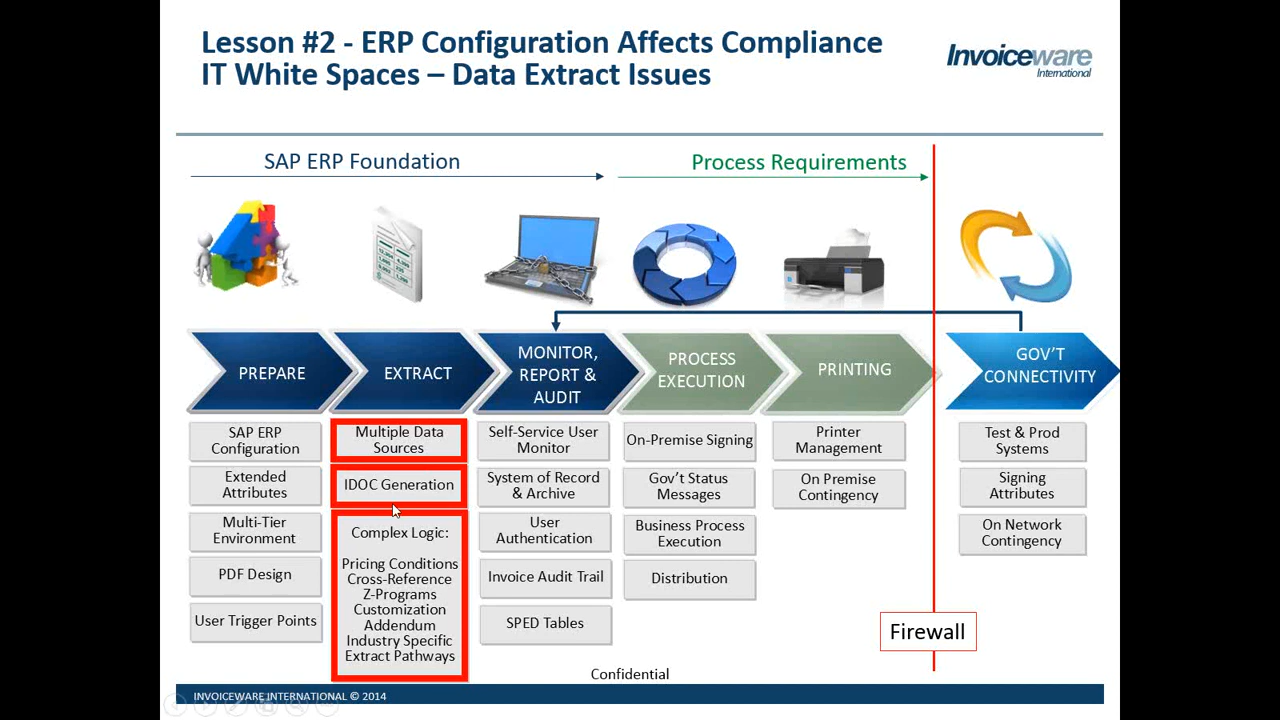 Lesson #2 - ERP Configuration Affects Compliance
IT White Spaces – Data Extract Issues
Invoiceware
International
SAP ERP Foundation
Process Requirements
PREPARE
EXTRACT
MONITOR,
REPORT &
AUDIT
PROCESS
EXECUTION
PRINTING
GOV'T
CONNECTIVITY
SAP ERP
Configuration
Extended
Attributes
Multi-Tier
Environment
PDF Design
User Trigger Points
Multiple Data
Sources
IDOC Generation
Complex Logic:
Pricing Conditions
Cross-Reference
Z-Programs
Customization
Addendum
Industry Specific
Extract Pathways
Self-Service User
Monitor
System of Record
& Archive
User
Authentication
Invoice Audit Trail
SPED Tables
On-Premise Signing
Gov't Status
Messages
Business Process
Execution
Distribution
Printer
Management
On Premise
Contingency
Test & Prod
Systems
Signing
Attributes
On Network
Contingency
Firewall
Confidential
INVOICEWARE INTERNATIONAL © 2014